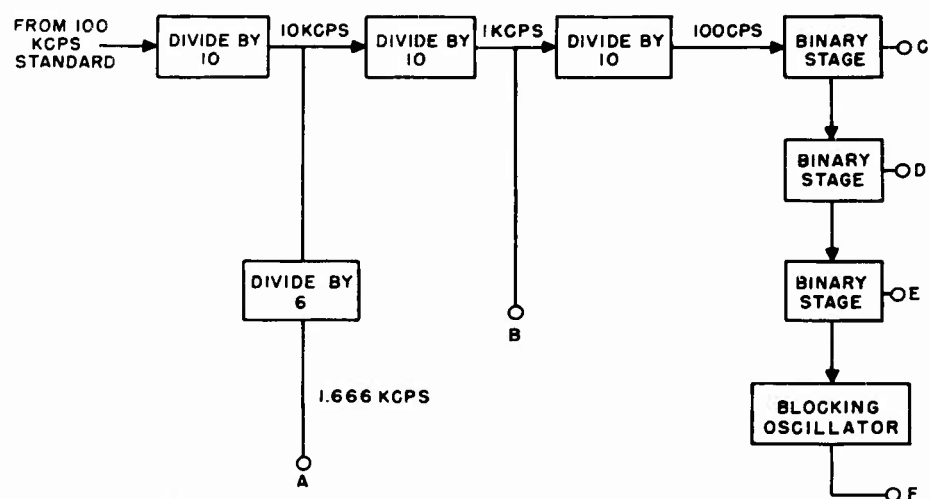 FROM 100
KCPS
STANDARD
DIVIDE BY
10
10KCPS
DIVIDE BY
10
1KCPS
DIVIDE BY
10
100CPS
BINARY
STAGE
C
BINARY
STAGE
D
DIVIDE BY
6
BINARY
STAGE
E
B
1.666 KCPS
BLOCKING
OSCILLATOR
A
F